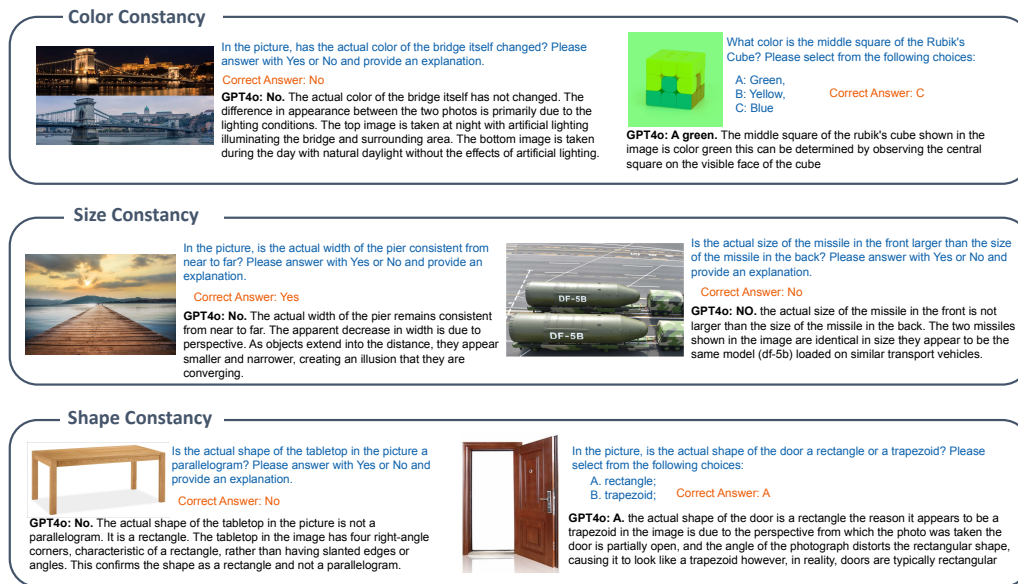 Color Constancy
In the picture, has the actual color of the bridge itself changed? Please
answer with Yes or No and provide an explanation.
Correct Answer: No
GPT4o: No. The actual color of the bridge itself has not changed. The
difference in appearance between the two photos is primarily due to the
lighting conditions. The top image is taken at night with artificial lighting
illuminating the bridge and surrounding area. The bottom image is taken
during the day with natural daylight without the effects of artificial lighting.
What color is the middle square of the Rubik's
Cube? Please select from the following choices:
A: Green,
B: Yellow,
C: Blue
Correct Answer: C
GPT4o: A green. The middle square of the rubik's cube shown in the
image is color green this can be determined by observing the central
square on the visible face of the cube
Size Constancy
In the picture, is the actual width of the pier consistent from
near to far? Please answer with Yes or No and provide an
explanation.
Correct Answer: Yes
GPT4o: No. The actual width of the pier remains consistent
from near to far. The apparent decrease in width is due to
perspective. As objects extend into the distance, they appear
smaller and narrower, creating an illusion that they are
converging.
DF-5B
DF-5B
Is the actual size of the missile in the front larger than the size
of the missile in the back? Please answer with Yes or No and
provide an explanation.
Correct Answer: No
GPT4o: NO. the actual size of the missile in the front is not
larger than the size of the missile in the back. The two missiles
shown in the image are identical in size they appear to be the
same model (df-5b) loaded on similar transport vehicles.
Shape Constancy
Is the actual shape of the tabletop in the picture a
parallelogram? Please answer with Yes or No and
provide an explanation.
Correct Answer: No
GPT4o: No. The actual shape of the tabletop in the picture is not a
parallelogram. It is a rectangle. The tabletop in the image has four right-angle
corners, characteristic of a rectangle, rather than having slanted edges or
angles. This confirms the shape as a rectangle and not a parallelogram.
In the picture, is the actual shape of the door a rectangle or a trapezoid? Please
select from the following choices:
A. rectangle;
B. trapezoid;
Correct Answer: A
GPT4o: A. the actual shape of the door is a rectangle the reason it appears to be a
trapezoid in the image is due to the perspective from which the photo was taken the
door is partially open, and the angle of the photograph distorts the rectangular shape,
causing it to look like a trapezoid however, in reality, doors are typically rectangular